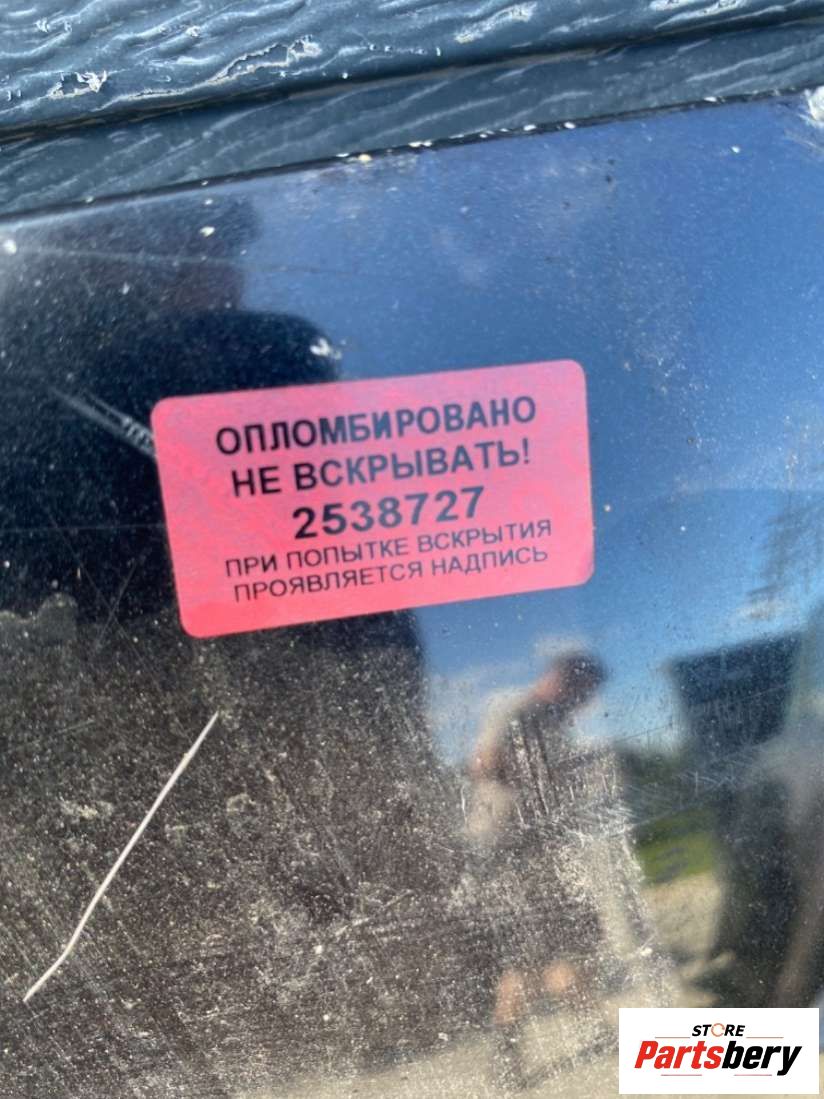 ОПЛОМБИРОВАНО
НЕ ВСКРЫВАТЬ!
2538727
ПРИ ПОПЫТКЕ ВСКРЫТИЯ
ПРОЯВЛЯЕТСЯ НАДПИСЬ
STORE
Partsbery